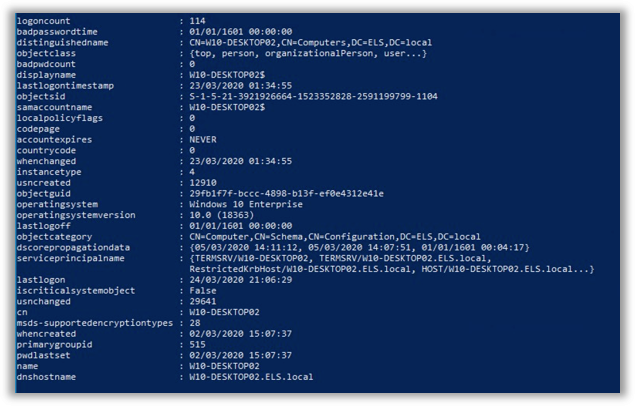 logoncount : 114
badpasswordtime : 01/01/1601 00:00:00
distinguishedname : CN=W10-DESKTOP02,CN=Computers,DC=ELS,DC=local
objectclass : {top, person, organizationalPerson, user...}
badpwdcount : 0
displayname : W10-DESKTOP02$
lastlogontimestamp : 23/03/2020 01:34:55
objectsid : S-1-5-21-3921926664-1523352828-2591199799-1104
samaccountname : W10-DESKTOP02$
localpolicyflags : 0
codepage : 0
accountexpires : NEVER
countrycode : 0
whenchanged : 23/03/2020 01:34:55
instancetype : 4
usncreated : 12910
objectguid : 29fb1f7f-bccc-4898-b13f-ef0e4312e41e
operatingsystem : Windows 10 Enterprise
operatingsystemversion : 10.0 (18363)
lastlogoff : 01/01/1601 00:00:00
objectcategory : CN=Computer,CN=Schema,CN=Configuration,DC=ELS,DC=local
dscorepropagationdata : {05/03/2020 14:11:12, 05/03/2020 14:07:51, 01/01/1601 00:04:17}
serviceprincipalname : {TERMSRV/W10-DESKTOP02, TERMSRV/W10-DESKTOP02.ELS.local,
RestrictedKrbHost/W10-DESKTOP02.ELS.local, HOST/W10-DESKTOP02.ELS.local...}
lastlogon : 24/03/2020 21:06:29
iscriticalsystemobject : False
usnchanged : 29641
cn : W10-DESKTOP02
msds-supportedencryptiontypes : 28
whencreated : 02/03/2020 15:07:37
primarygroupid : 515
pwdlastset : 02/03/2020 15:07:37
name : W10-DESKTOP02
dnshostname : W10-DESKTOP02.ELS.local